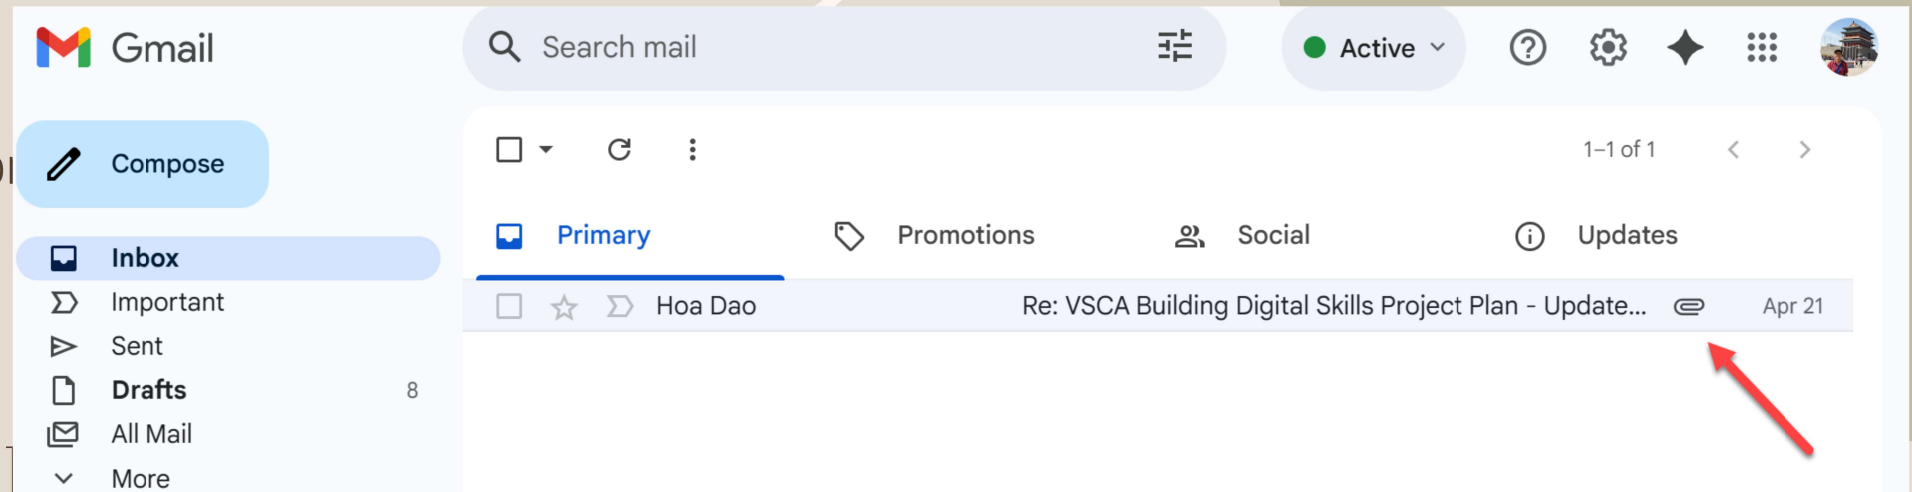 Gmail
Search mail
Active
Compose
1–1 of 1
Primary
Promotions
Social
Updates
Inbox
Hoa Dao Re: VSCA Building Digital Skills Project Plan - Update... Apr 21
Important
Sent
Drafts 8
All Mail
More